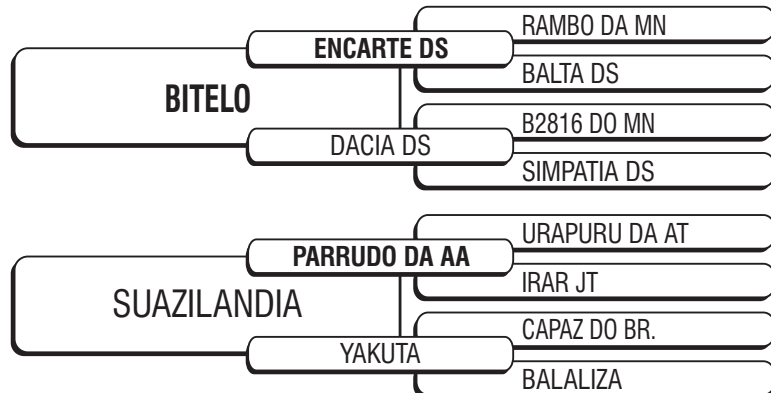 RAMBO DA MN
ENCARTE DS
BALTA DS
BITELO
B2816 DO MN
DACIA DS
SIMPATIA DS
URAPURU DA AT
PARRUDO DA AA
IRAR JT
SUAZILANDIA
CAPAZ DO BR.
YAKUTA
BALALIZA